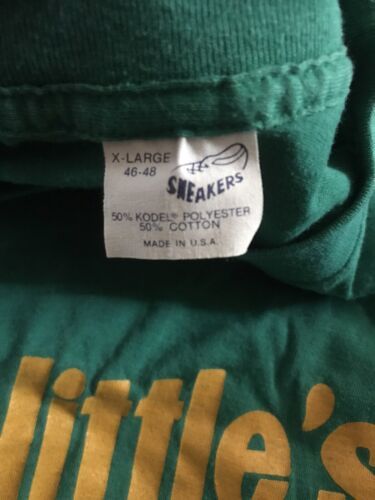 X-LARGE
46-48
SNEAKERS
50% KODEL® POLYESTER
50% COTTON
MADE IN U.S.A.
little's